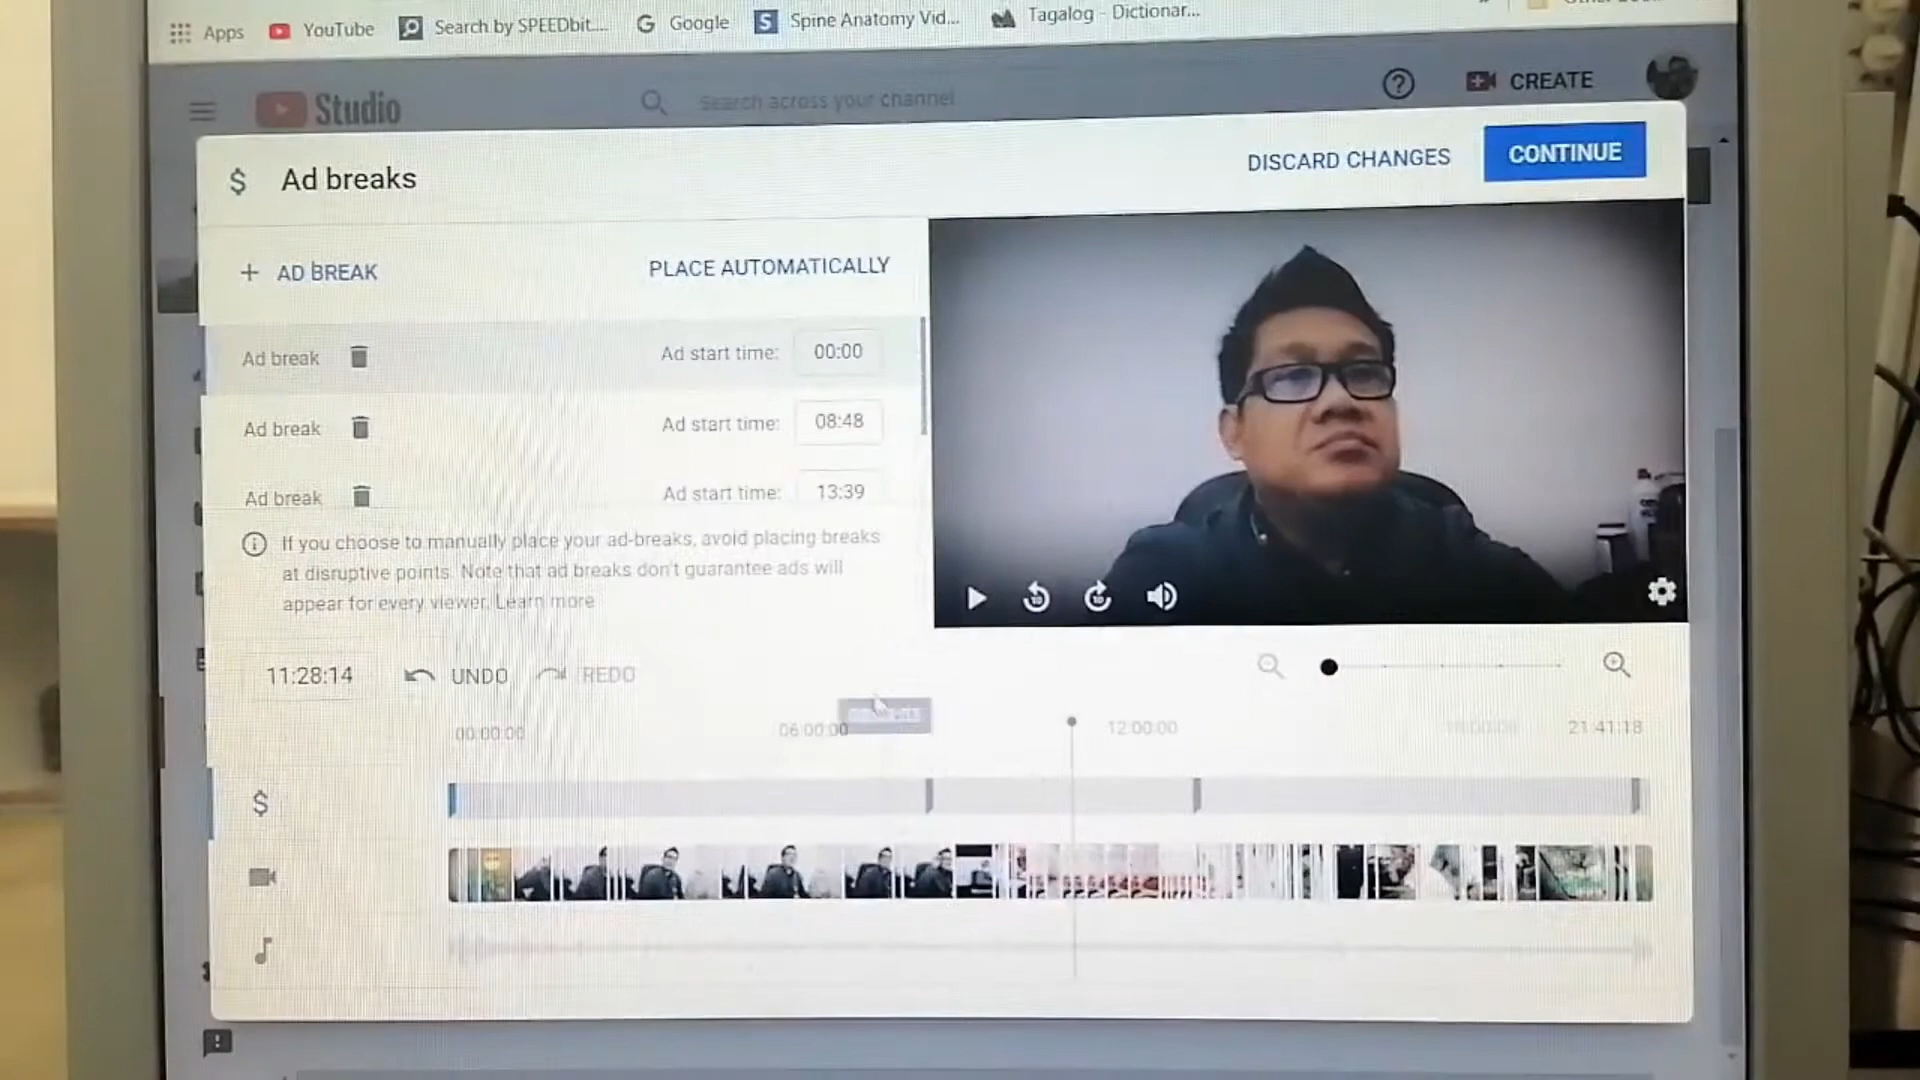 Apps YouTube Search by SPEEDbit.... Google Spine Anatomy Vid... Tagalog - Dictionar...
Studio Search across your channel CREATE
Ad breaks DISCARD CHANGES CONTINUE
+ AD BREAK PLACE AUTOMATICALLY
Ad break Ad start time: 00:00
Ad break Ad start time: 08:48
Ad break Ad start time: 13:39
If you choose to manually place your ad-breaks, avoid placing breaks
at disruptive points. Note that ad breaks don't guarantee ads will
appear for every viewer. Learn more
11:28:14 UNDO REDO
00:00:00 06:00:00 12:00:00 21:41:18